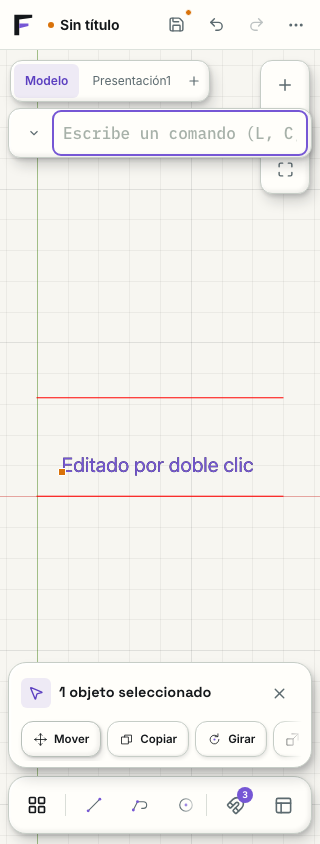 Sin título
Modelo
Presentación1
Escribe un comando (L, C
Editado por doble clic
1 objeto seleccionado
Mover
Copiar
Girar
3